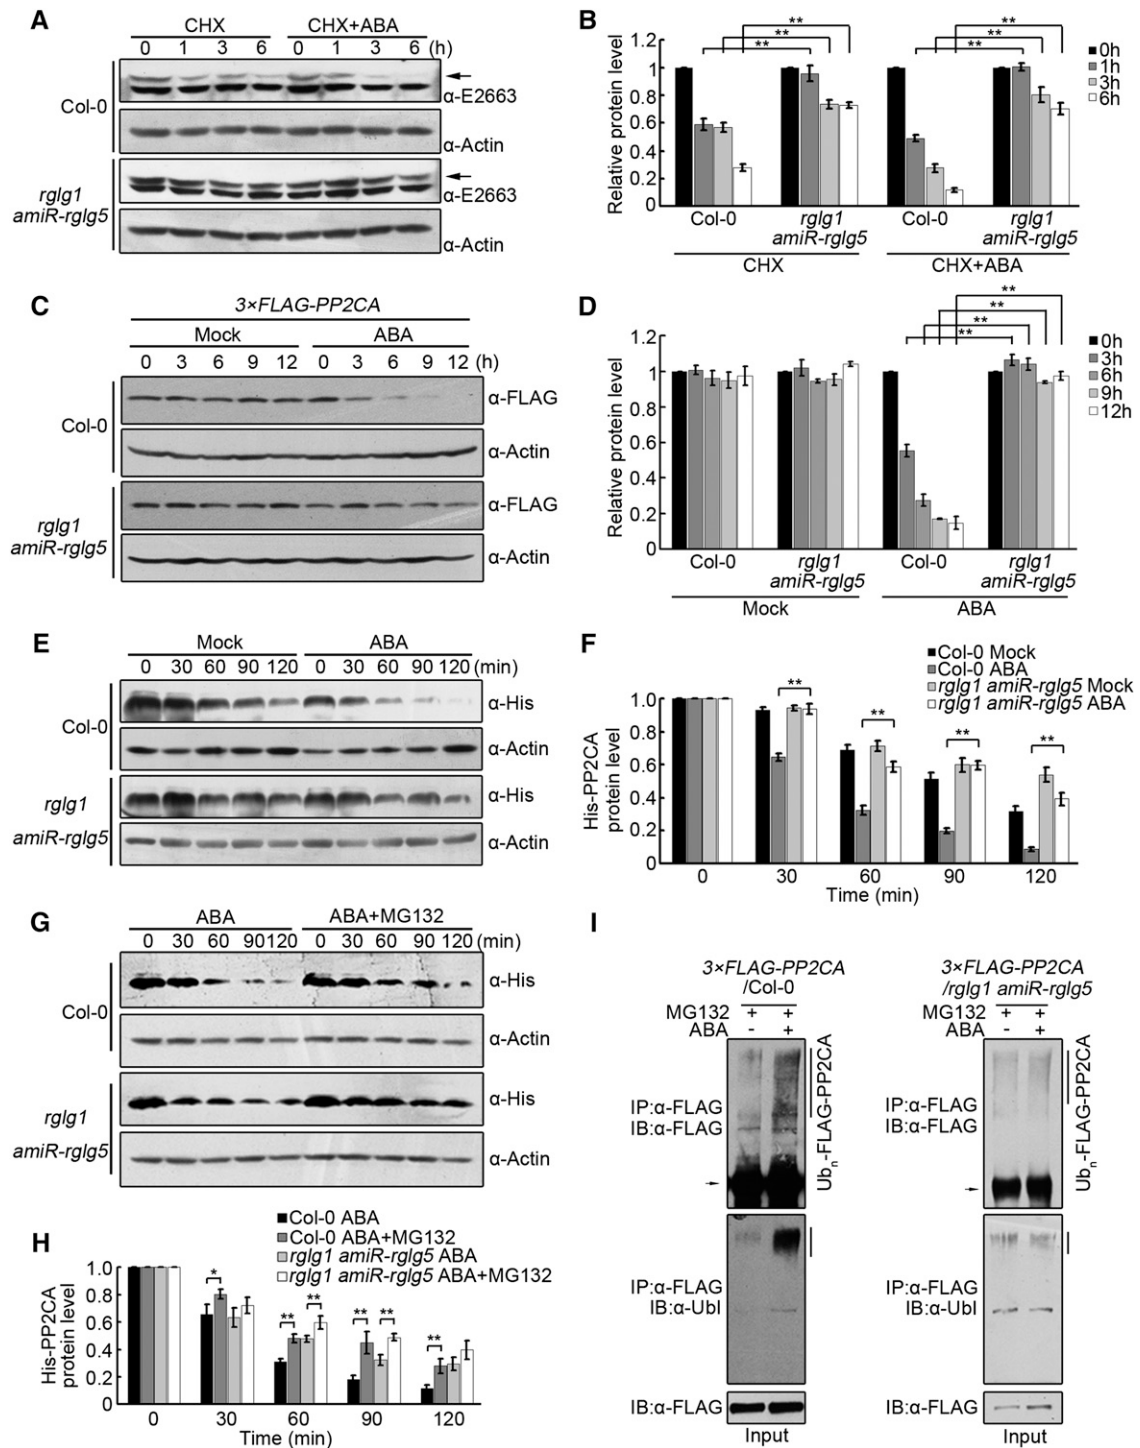 A
CHX CHX+ABA
0 1 3 6 0 1 3 6 (h)
Col-0
α-E2663
α-Actin
rglg1
amiR-rglg5
α-E2663
α-Actin
B
** **
** **
** **
Relative protein level
1.2
1.0
0.8
0.6
0.4
0.2
0
0h
1h
3h
6h
Col-0 rglg1 Col-0 rglg1
amiR-rglg5 amiR-rglg5
CHX CHX+ABA
C
3×FLAG-PP2CA
Mock ABA
0 3 6 9 12 0 3 6 9 12 (h)
Col-0
α-FLAG
α-Actin
rglg1
amiR-rglg5
α-FLAG
α-Actin
D
**
**
**
**
Relative protein level
1.2
1
0.8
0.6
0.4
0.2
0
0h
3h
6h
9h
12h
Col-0 rglg1 Col-0 rglg1
amiR-rglg5 amiR-rglg5
Mock ABA
E
Mock ABA
0 30 60 90 120 0 30 60 90 120 (min)
Col-0
α-His
α-Actin
rglg1
amiR-rglg5
α-His
α-Actin
F
Col-0 Mock
Col-0 ABA
rglg1 amiR-rglg5 Mock
rglg1 amiR-rglg5 ABA
** ** ** **
His-PP2CA
protein level
1.0
0.8
0.6
0.4
0.2
0
0 30 60 90 120
Time (min)
G
ABA ABA+MG132
0 30 60 90 120 0 30 60 90 120 (min)
Col-0
α-His
α-Actin
rglg1
amiR-rglg5
α-His
α-Actin
H
Col-0 ABA
Col-0 ABA+MG132
rglg1 amiR-rglg5 ABA
rglg1 amiR-rglg5 ABA+MG132
* ** ** ** ** **
His-PP2CA
protein level
1.0
0.8
0.6
0.4
0.2
0
0 30 60 90 120
Time (min)
I
3×FLAG-PP2CA
/Col-0
MG132 + +
ABA - +
IP:α-FLAG
IB:α-FLAG
Ubn-FLAG-PP2CA
IP:α-FLAG
IB:α-UbI
IB:α-FLAG
Input
3×FLAG-PP2CA
/rglg1 amiR-rglg5
MG132 + +
ABA - +
IP:α-FLAG
IB:α-FLAG
Ubn-FLAG-PP2CA
IP:α-FLAG
IB:α-UbI
IB:α-FLAG
Input